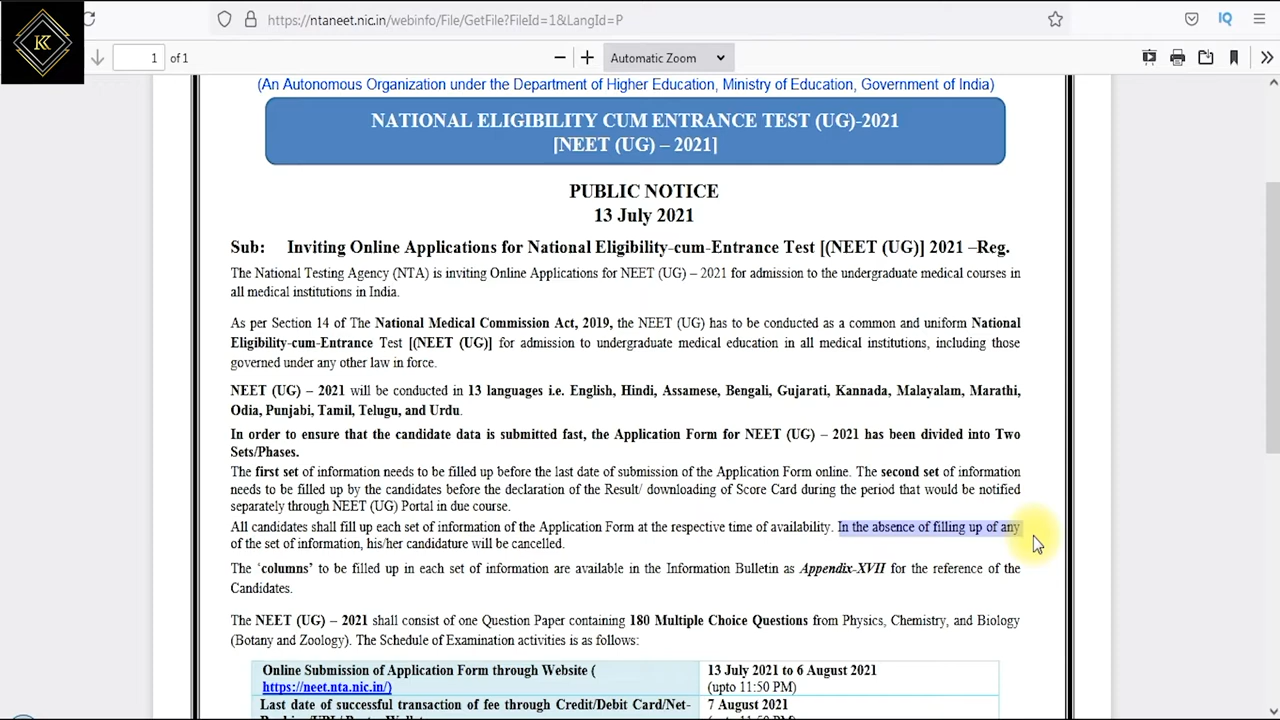 K
https://ntaneet.nic.in/webinfo/File/GetFile?FileId=1&LangId=P
IQ
1 of 1
Automatic Zoom
(An Autonomous Organization under the Department of Higher Education, Ministry of Education, Government of India)
NATIONAL ELIGIBILITY CUM ENTRANCE TEST (UG)-2021
[NEET (UG) – 2021]
PUBLIC NOTICE
13 July 2021
Sub: Inviting Online Applications for National Eligibility-cum-Entrance Test [(NEET (UG)] 2021 –Reg.
The National Testing Agency (NTA) is inviting Online Applications for NEET (UG) – 2021 for admission to the undergraduate medical courses in
all medical institutions in India.
As per Section 14 of The National Medical Commission Act, 2019, the NEET (UG) has to be conducted as a common and uniform National
Eligibility-cum-Entrance Test [(NEET (UG)] for admission to undergraduate medical education in all medical institutions, including those
governed under any other law in force.
NEET (UG) – 2021 will be conducted in 13 languages i.e. English, Hindi, Assamese, Bengali, Gujarati, Kannada, Malayalam, Marathi,
Odia, Punjabi, Tamil, Telugu, and Urdu.
In order to ensure that the candidate data is submitted fast, the Application Form for NEET (UG) – 2021 has been divided into Two
Sets/Phases.
The first set of information needs to be filled up before the last date of submission of the Application Form online. The second set of information
needs to be filled up by the candidates before the declaration of the Result/ downloading of Score Card during the period that would be notified
separately through NEET (UG) Portal in due course.
All candidates shall fill up each set of information of the Application Form at the respective time of availability. In the absence of filling up of any
of the set of information, his/her candidature will be cancelled.
The ‘columns’ to be filled up in each set of information are available in the Information Bulletin as Appendix-XVII for the reference of the
Candidates.
The NEET (UG) – 2021 shall consist of one Question Paper containing 180 Multiple Choice Questions from Physics, Chemistry, and Biology
(Botany and Zoology). The Schedule of Examination activities is as follows:
Online Submission of Application Form through Website ( 13 July 2021 to 6 August 2021
https://neet.nta.nic.in/) (upto 11:50 PM)
Last date of successful transaction of fee through Credit/Debit Card/Net- 7 August 2021